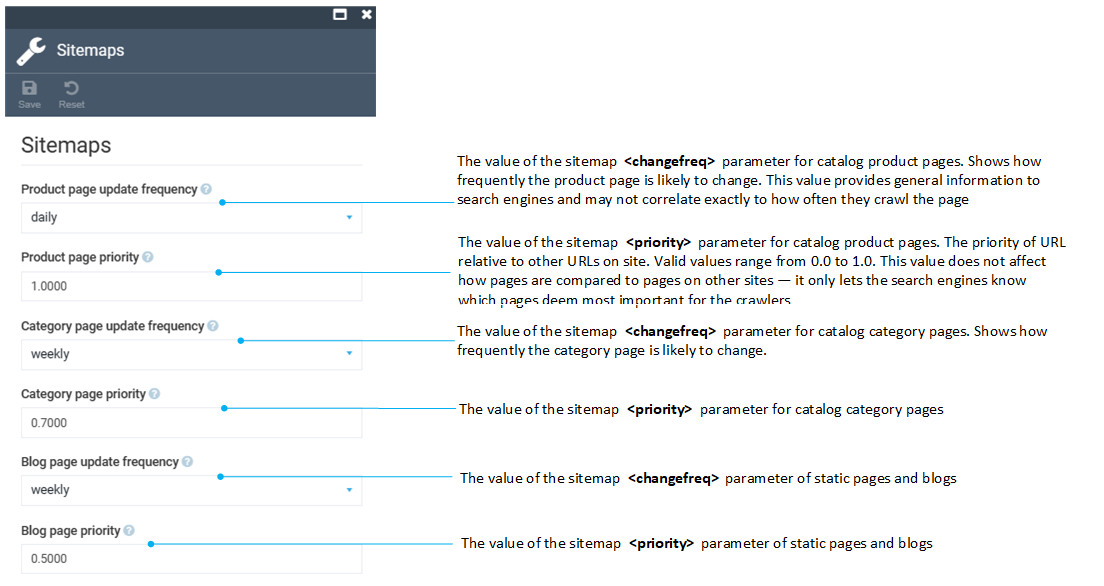 Sitemaps
Save Reset
Sitemaps
Product page update frequency ?
daily
The value of the sitemap <changefreq> parameter for catalog product pages. Shows how
frequently the product page is likely to change. This value provides general information to
search engines and may not correlate exactly to how often they crawl the page
Product page priority ?
1.0000
The value of the sitemap <priority> parameter for catalog product pages. The priority of URL
relative to other URLs on site. Valid values range from 0.0 to 1.0. This value does not affect
how pages are compared to pages on other sites — it only lets the search engines know
which pages deem most important for the crawlers
Category page update frequency ?
weekly
The value of the sitemap <changefreq> parameter for catalog category pages. Shows how
frequently the category page is likely to change.
Category page priority ?
0.7000
The value of the sitemap <priority> parameter for catalog category pages
Blog page update frequency ?
weekly
The value of the sitemap <changefreq> parameter of static pages and blogs
Blog page priority ?
0.5000
The value of the sitemap <priority> parameter of static pages and blogs